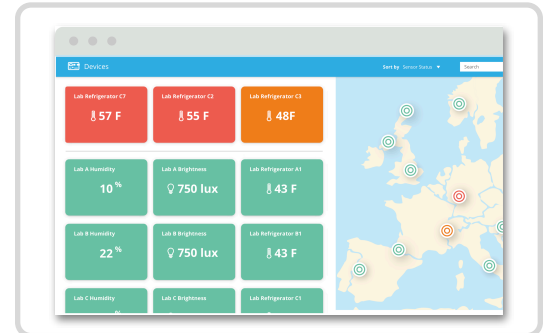 Devices
Sort by Sensor Status
Search
Lab Refrigerator C7
57 F
Lab Refrigerator C2
55 F
Lab Refrigerator C3
48F
Lab A Humidity
10 %
Lab A Brightness
750 lux
Lab Refrigerator A1
43 F
Lab B Humidity
22 %
Lab B Brightness
750 lux
Lab Refrigerator B1
43 F
Lab C Humidity
%
Lab C Brightness
Lab Refrigerator C1